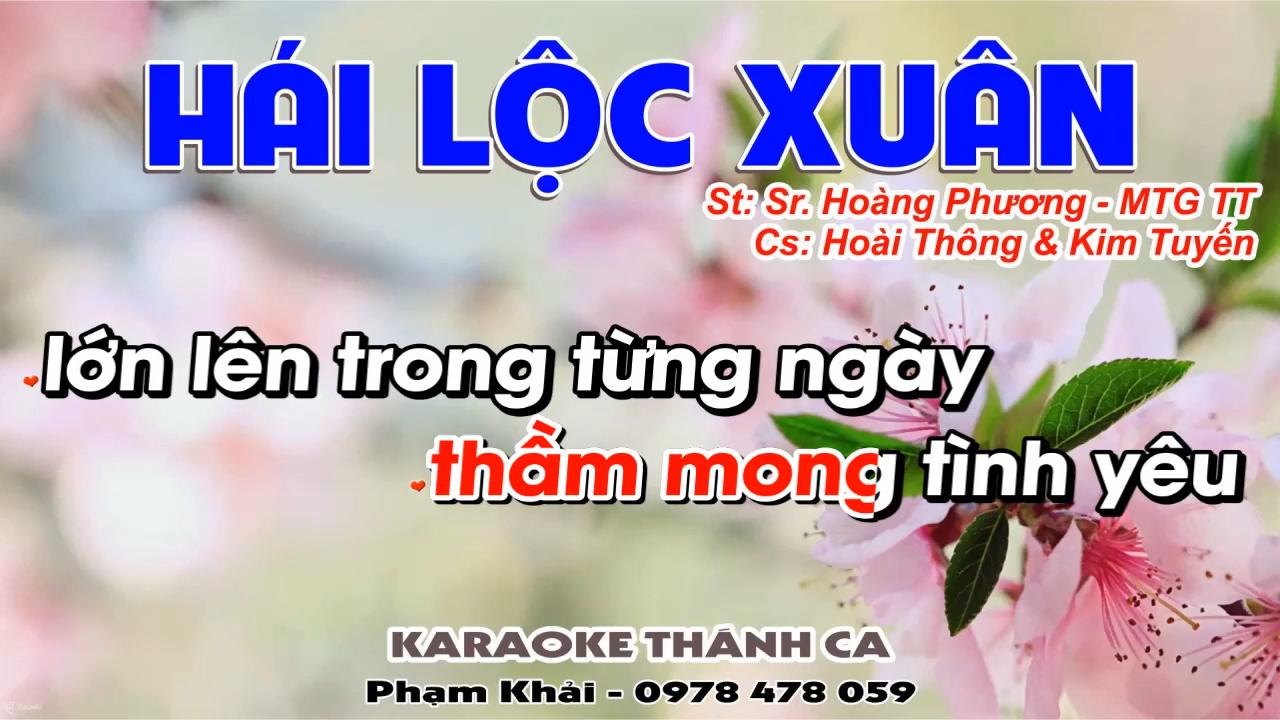 HÁI LỘC XUÂN
St: Sr. Hoàng Phương - MTG TT
Cs: Hoài Thông & Kim Tuyến
lớn lên trong từng ngày
thầm mong tình yêu
KARAOKE THÁNH CA
Phạm Khải - 0978 478 059